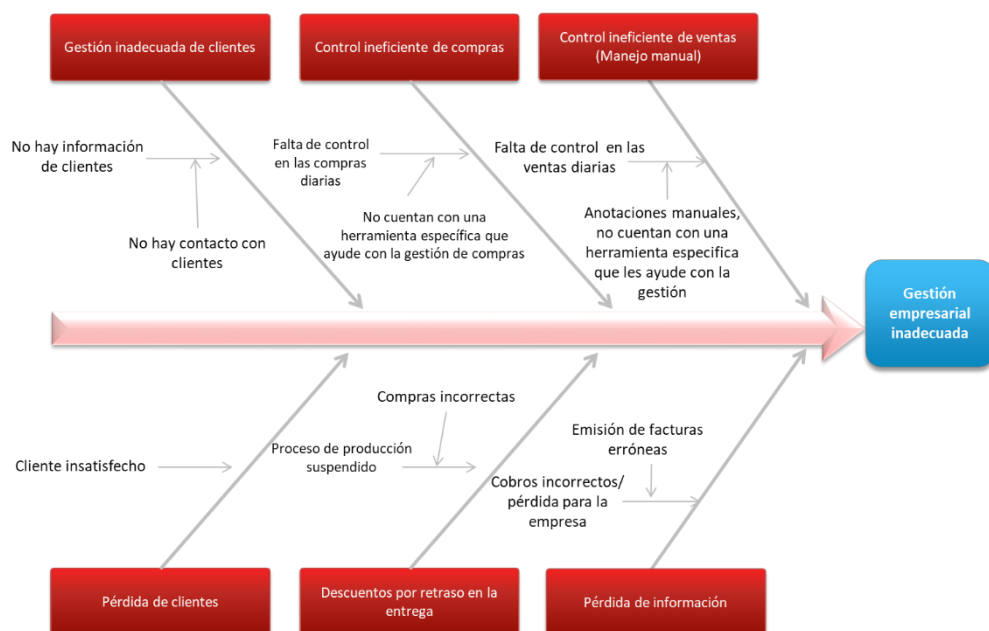 Gestión inadecuada de clientes
Control ineficiente de compras
Control ineficiente de ventas
(Manejo manual)
No hay información
de clientes
No hay contacto con
clientes
Falta de control
en las compras
diarias
No cuentan con una
herramienta específica que
ayude con la gestión de compras
Falta de control en las
ventas diarias
Anotaciones manuales,
no cuentan con una
herramienta especifica
que les ayude con la
gestión
Gestión
empresarial
inadecuada
Cliente insatisfecho
Compras incorrectas
Proceso de producción
suspendido
Emisión de facturas
erróneas
Cobros incorrectos/
pérdida para la
empresa
Pérdida de clientes
Descuentos por retraso en la
entrega
Pérdida de información